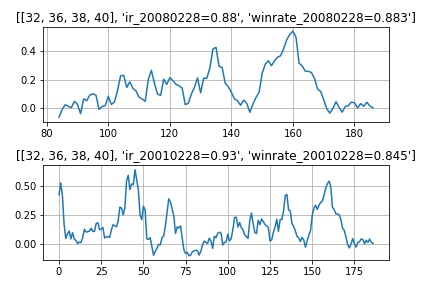 [[32, 36, 38, 40], 'ir_20080228=0.88', 'winrate_20080228=0.883']
0.4
0.2
0.0
80 100 120 140 160 180
[[32, 36, 38, 40], 'ir_20010228=0.93', 'winrate_20010228=0.845']
0.50
0.25
0.00
0 25 50 75 100 125 150 175